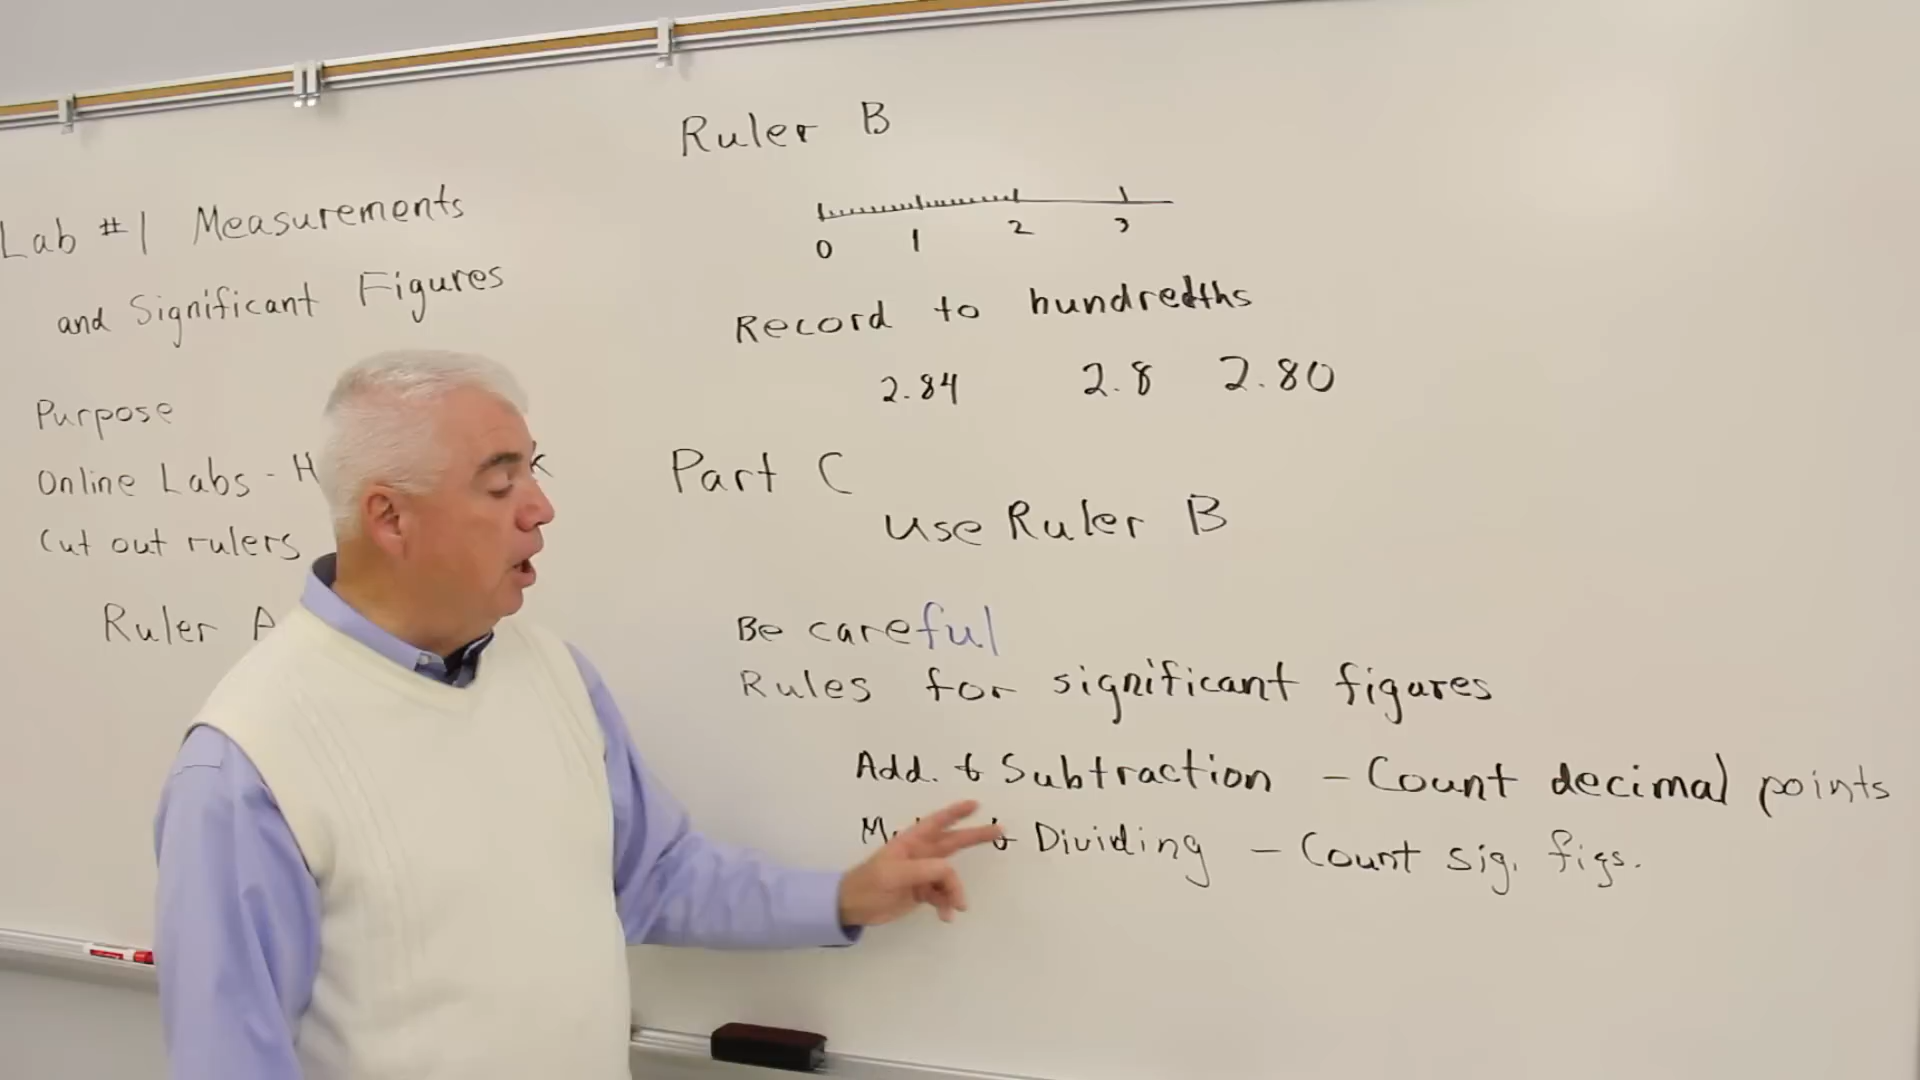 Lab #1 Measurements
and Significant Figures
Purpose
Online Labs -
Cut out rulers
Ruler A
Ruler B
0 1 2 3
Record to hundredths
2.84 2.8 2.80
Part C
use Ruler B
Be careful
Rules for significant figures
Add. & Subtraction - Count decimal points
& Dividing - Count sig. figs.